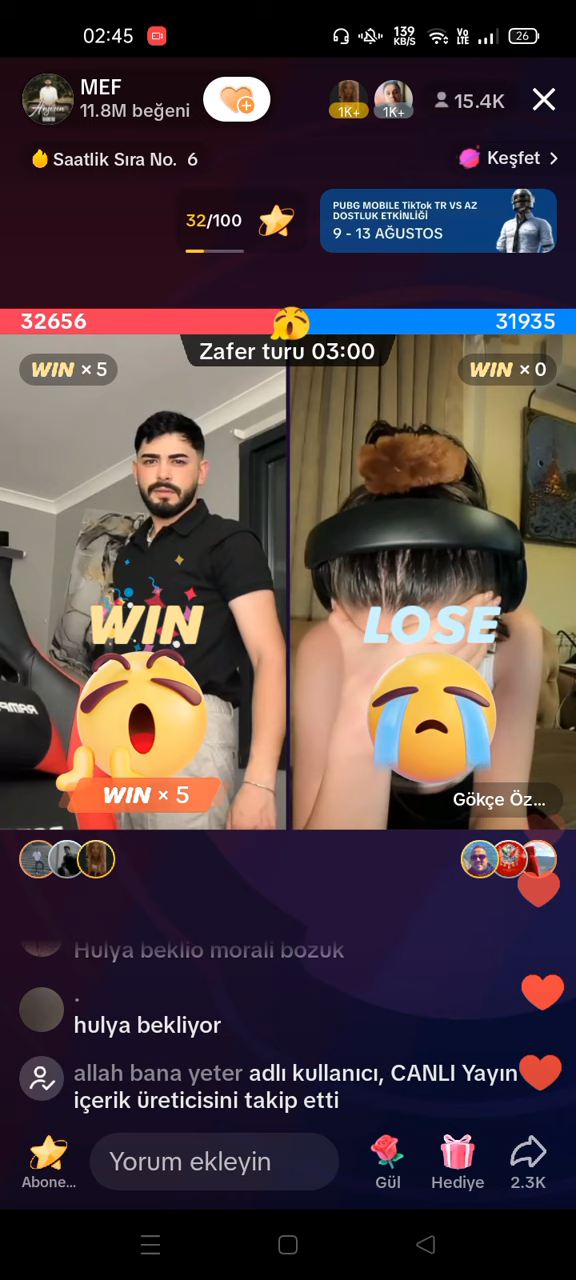 02:45
139
KB/S
Vo
LTE
26
MEF
11.8M beğeni
1K+
1K+
15.4K
Saatlik Sıra No. 6
Keşfet
32/100
PUBG MOBILE TikTok TR VS AZ
DOSTLUK ETKİNLİĞİ
9 - 13 AĞUSTOS
32656
31935
Zafer turu 03:00
WIN × 5
WIN × 0
WIN
LOSE
WIN × 5
Gökçe Öz...
Hulya beklio morali bozuk
.
hulya bekliyor
allah bana yeter adlı kullanıcı, CANLI Yayın
içerik üreticisini takip etti
Abone...
Yorum ekleyin
Gül
Hediye
2.3K